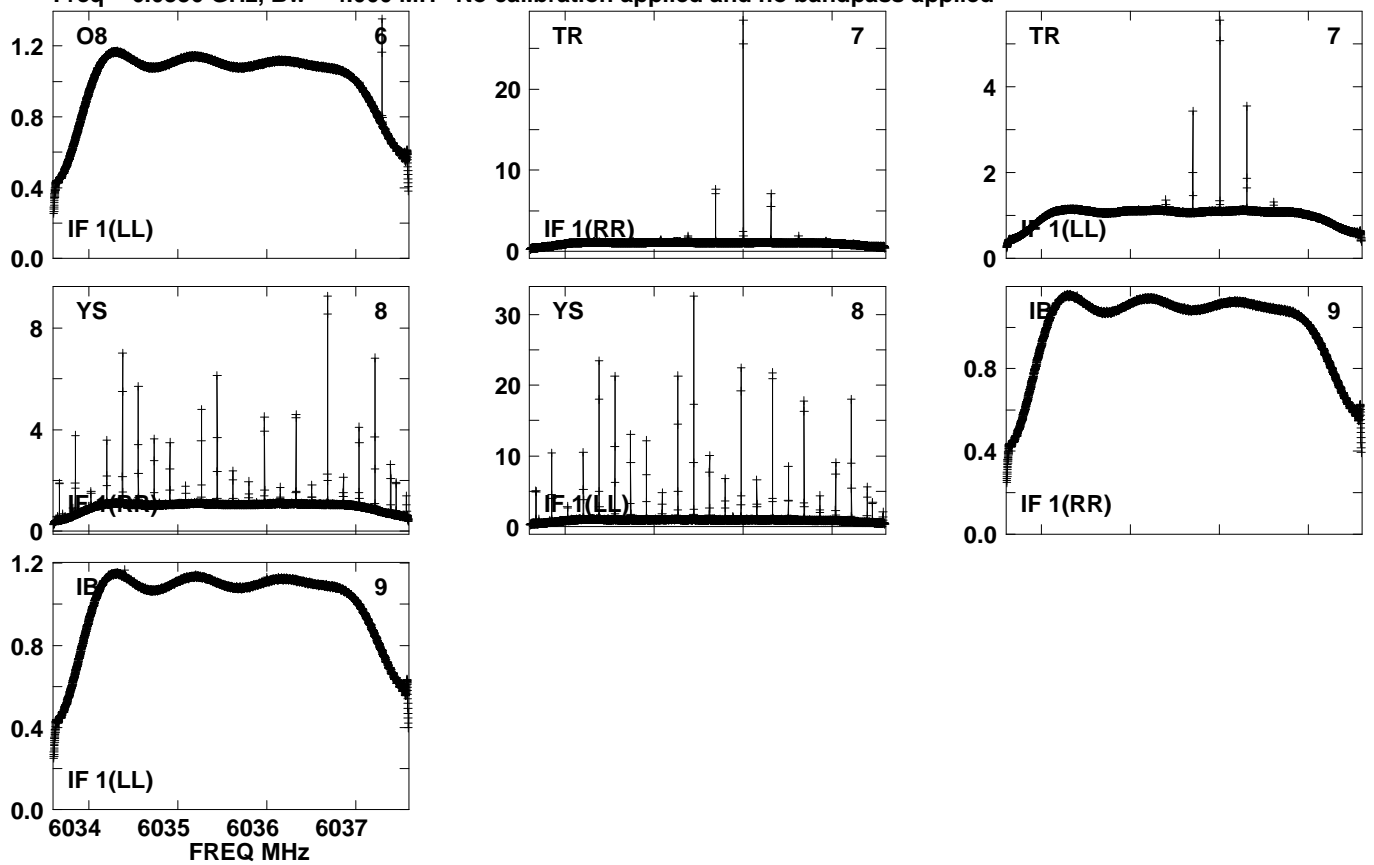 No calibration applied and no bandpass applied
O8 6
1.2
0.8
0.4
0.0
IF 1(LL)
TR 7
20
10
0
IF 1(RR)
TR 7
4
2
0
IF 1(LL)
YS 8
8
4
0
IF 1(RR)
YS 8
30
20
10
0
IF 1(LL)
IB 9
0.8
0.4
0.0
IF 1(RR)
IB 9
1.2
0.8
0.4
0.0
IF 1(LL)
6034 6035 6036 6037
FREQ MHz